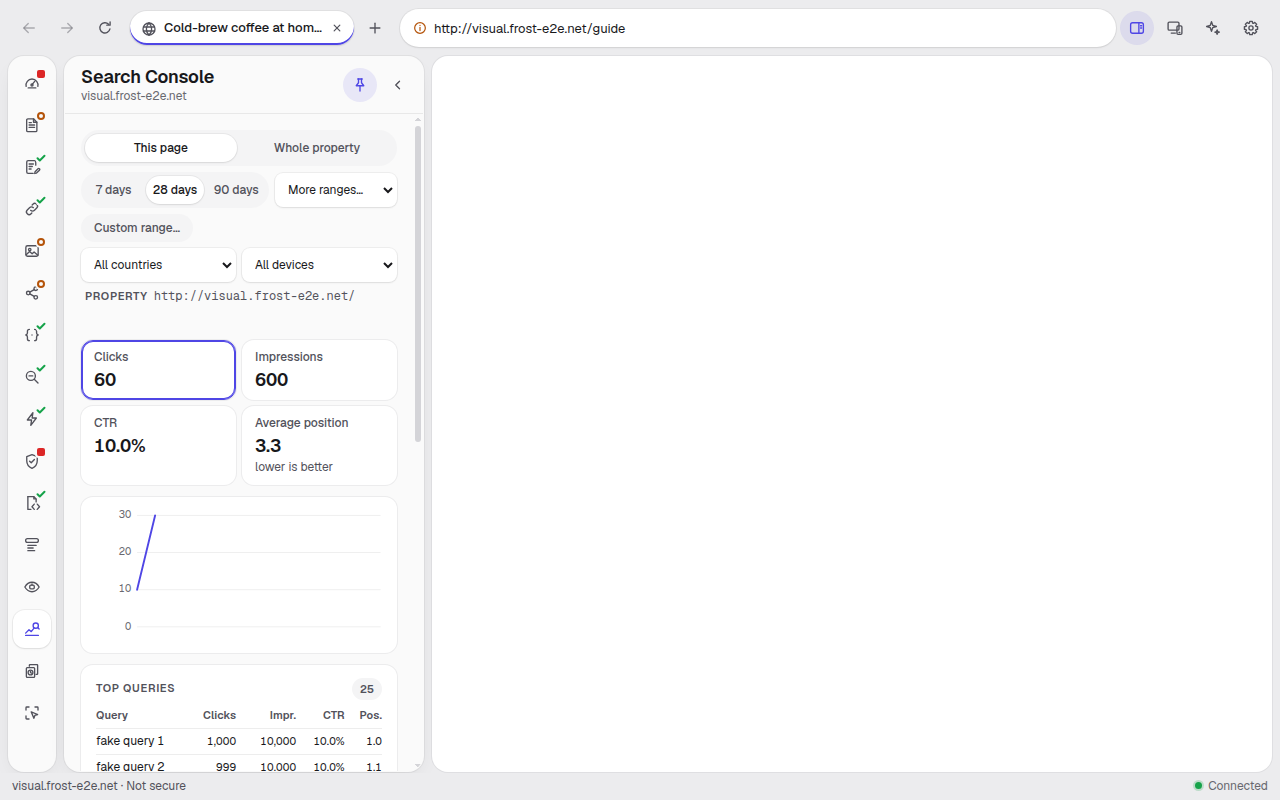 Cold-brew coffee at hom...
http://visual.frost-e2e.net/guide
Search Console
visual.frost-e2e.net
This page
Whole property
7 days
28 days
90 days
More ranges...
Custom range...
All countries
All devices
PROPERTY http://visual.frost-e2e.net/
Clicks
60
Impressions
600
CTR
10.0%
Average position
3.3
lower is better
30
20
10
0
TOP QUERIES
25
Query Clicks Impr. CTR Pos.
fake query 1 1,000 10,000 10.0% 1.0
fake query 2 999 10,000 10.0% 1.1
visual.frost-e2e.net · Not secure
Connected